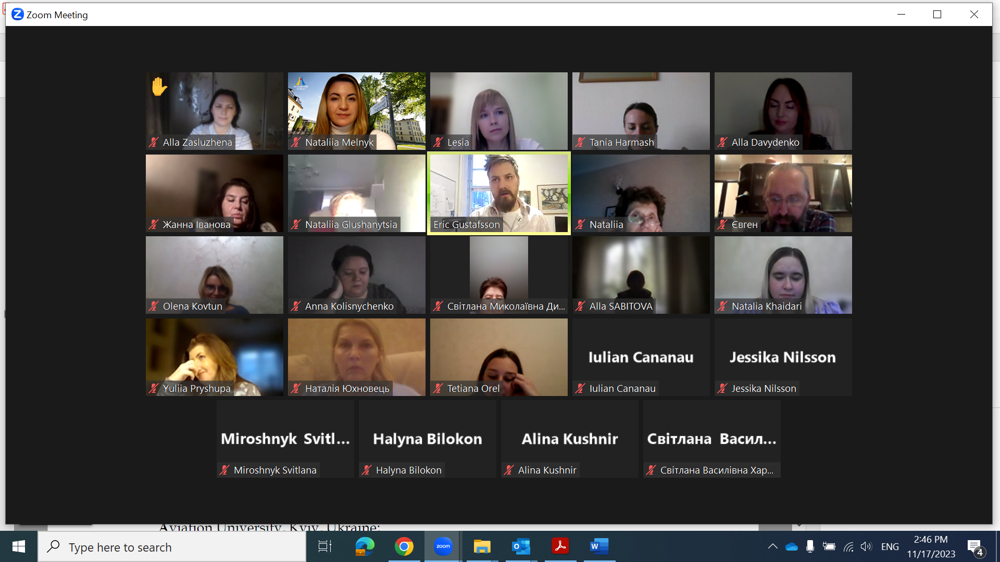 Zoom Meeting
Alla Zasluzhena
Nataliia Melnyk
Lesia
Tania Harmash
Alla Davydenko
Жанна Іванова
Nataliia Glushanytsia
Eric Gustafsson
Nataliia
Євген
Olena Kovtun
Anna Kolisnychenko
Світлана Миколаївна Ди...
Alla SABITOVA
Natalia Khaidari
Yuliia Pryshupa
Наталія Юхновець
Tetiana Orel
Iulian Cananau
Iulian Cananau
Jessika Nilsson
Jessika Nilsson
Miroshnyk Svitl...
Miroshnyk Svitlana
Halyna Bilokon
Halyna Bilokon
Alina Kushnir
Alina Kushnir
Світлана Васил...
Світлана Василівна Хар...
Aviation University, Kyiv, Ukraine;
Type here to search
zoom
ENG
2:46 PM
11/17/2023
4